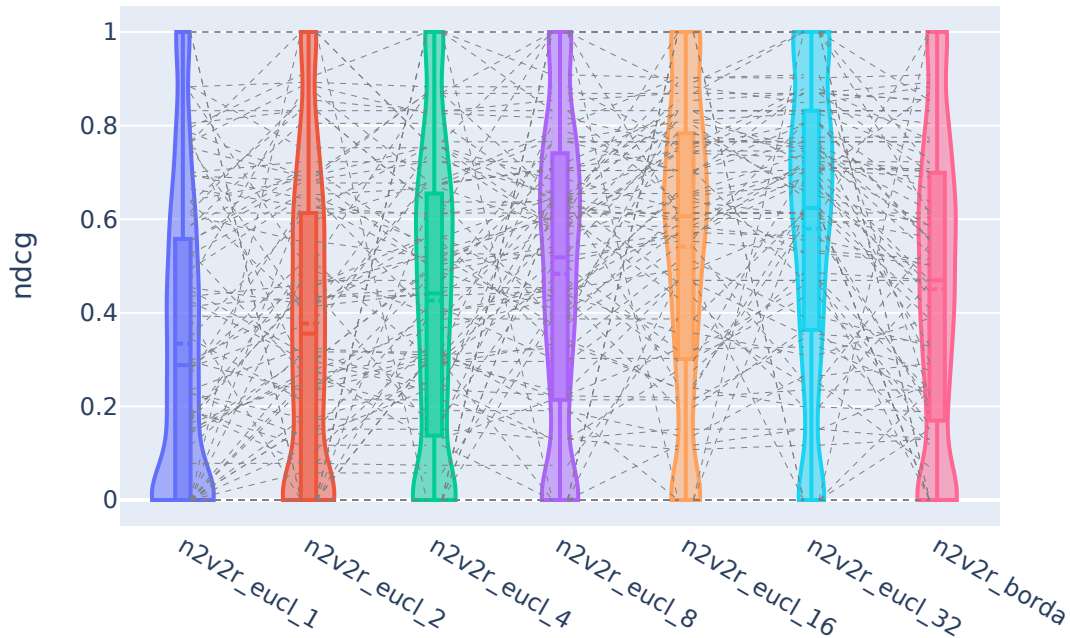 ndcg
1
0.8
0.6
0.4
0.2
0
n2v2r_eucl_1
n2v2r_eucl_2
n2v2r_eucl_4
n2v2r_eucl_8
n2v2r_eucl_16
n2v2r_eucl_32
n2v2r_borda